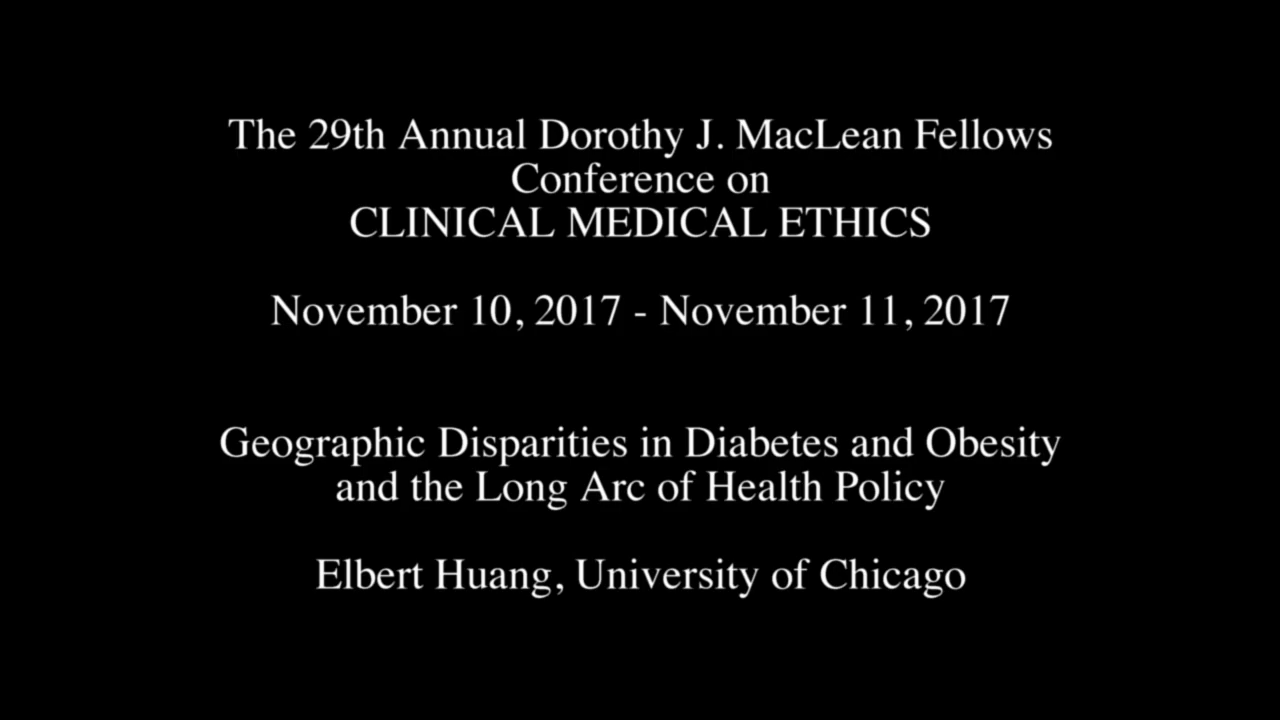 The 29th Annual Dorothy J. MacLean Fellows
Conference on
CLINICAL MEDICAL ETHICS
November 10, 2017 - November 11, 2017
Geographic Disparities in Diabetes and Obesity
and the Long Arc of Health Policy
Elbert Huang, University of Chicago